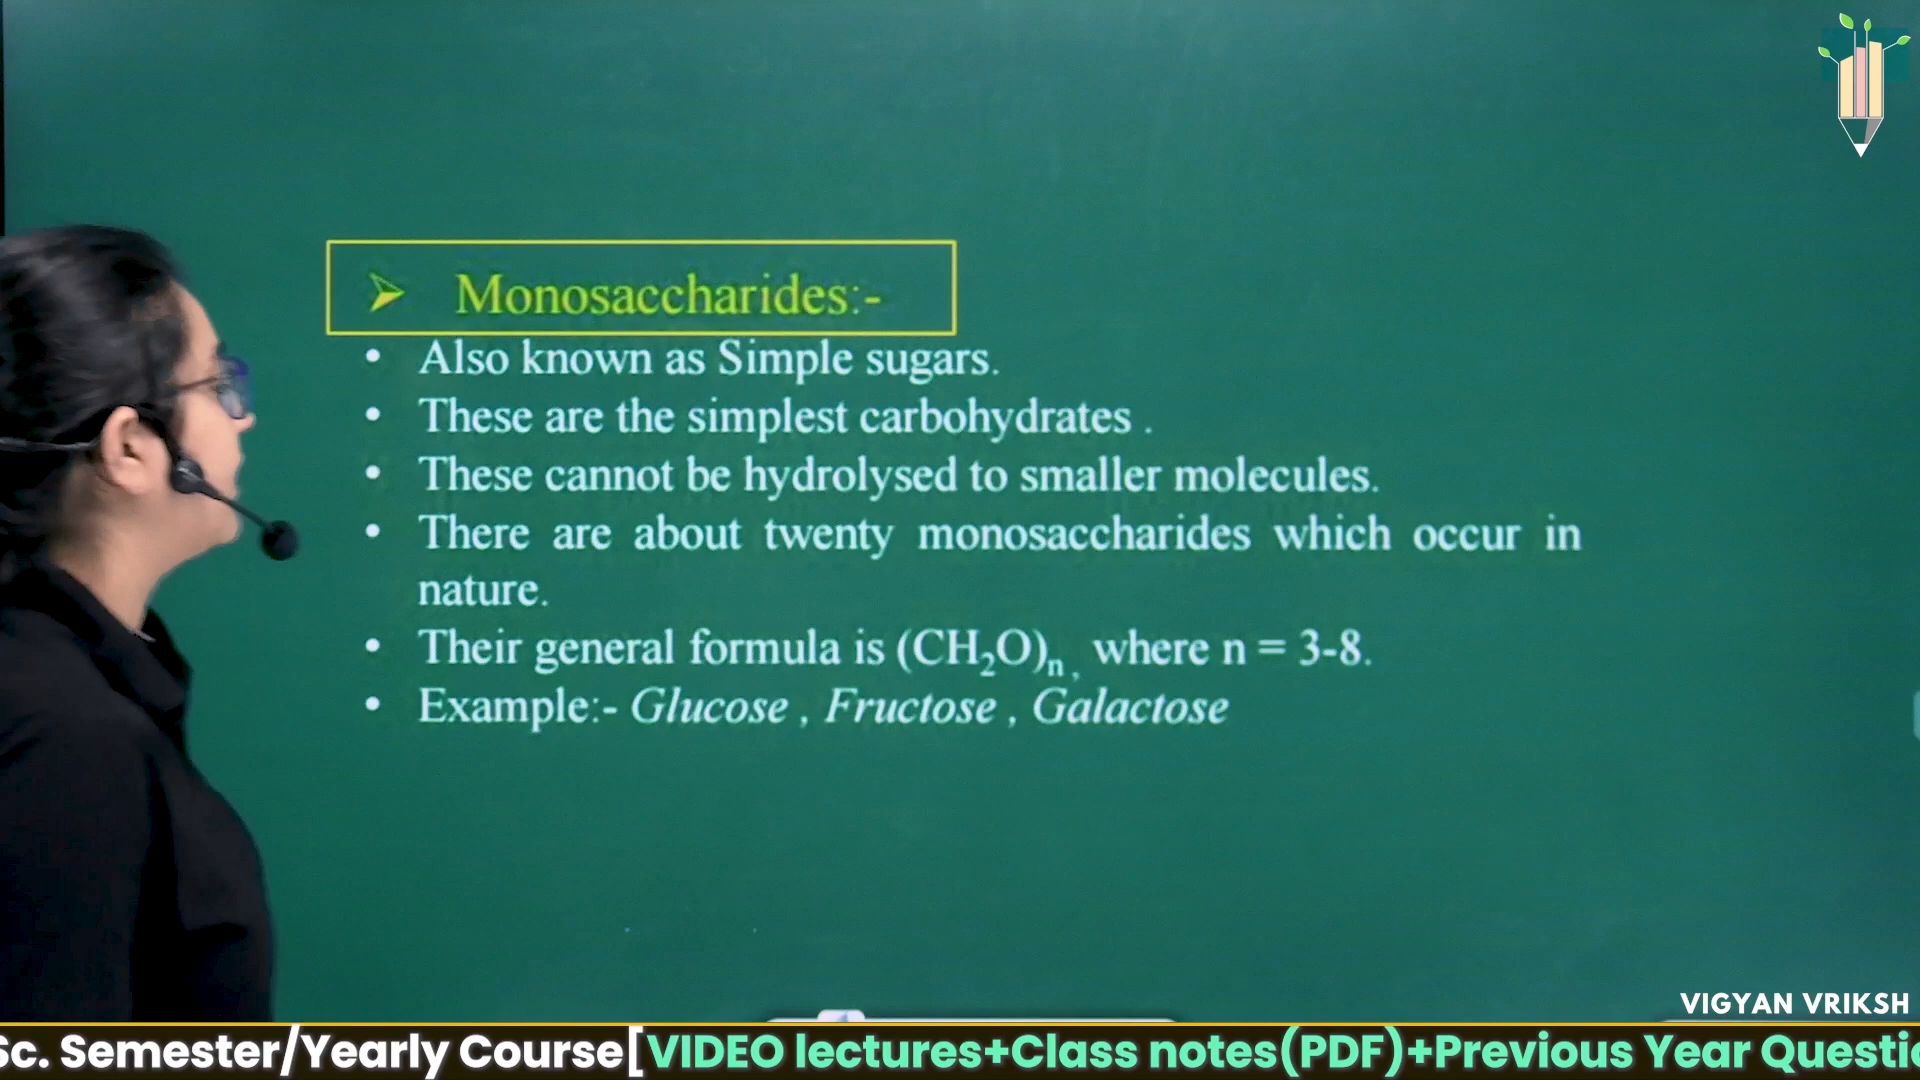 ➢ Monosaccharides:-
• Also known as Simple sugars.
• These are the simplest carbohydrates .
• These cannot be hydrolysed to smaller molecules.
• There are about twenty monosaccharides which occur in
nature.
• Their general formula is (CH₂O)ₙ , where n = 3-8.
• Example:- Glucose , Fructose , Galactose
VIGYAN VRIKSH
Sc. Semester/Yearly Course[VIDEO lectures+Class notes(PDF)+Previous Year Questio